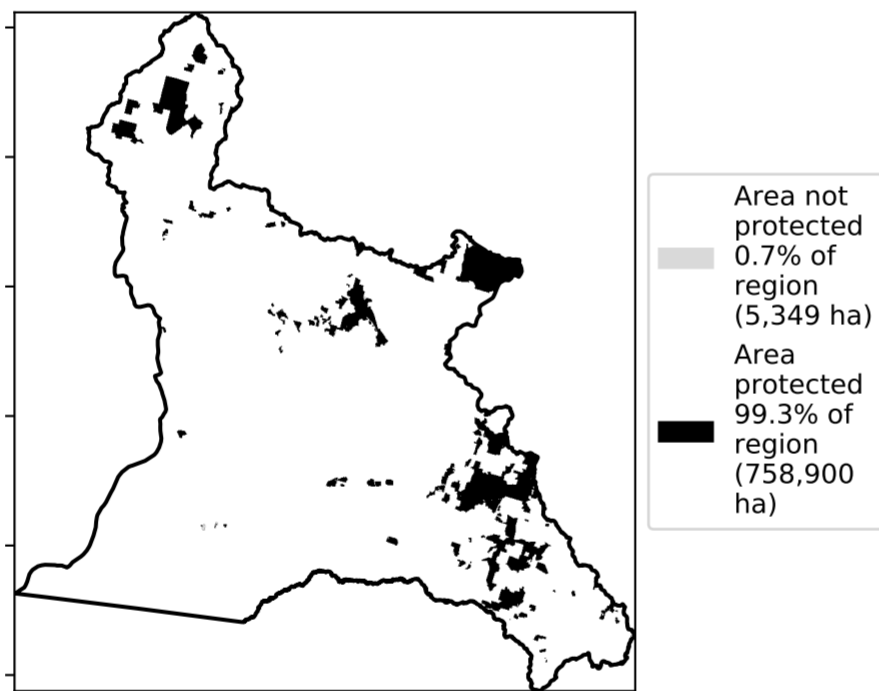 Area not
protected
0.7% of
region
(5,349 ha)
Area
protected
99.3% of
region
(758,900
ha)